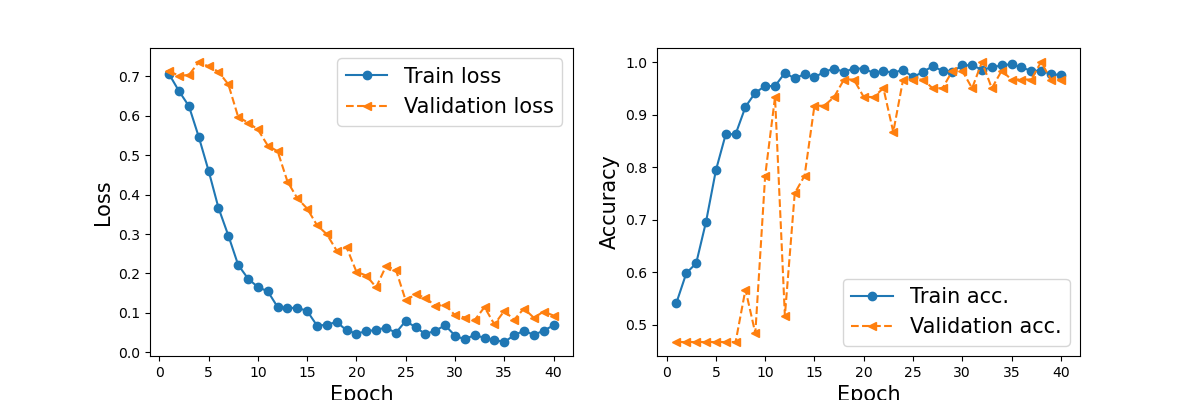 Train loss
Validation loss
0.7
0.6
0.5
0.4
0.3
0.2
0.1
0.0
Loss
0 5 10 15 20 25 30 35 40
Epoch
1.0
0.9
0.8
0.7
0.6
0.5
Accuracy
Train acc.
Validation acc.
0 5 10 15 20 25 30 35 40
Epoch